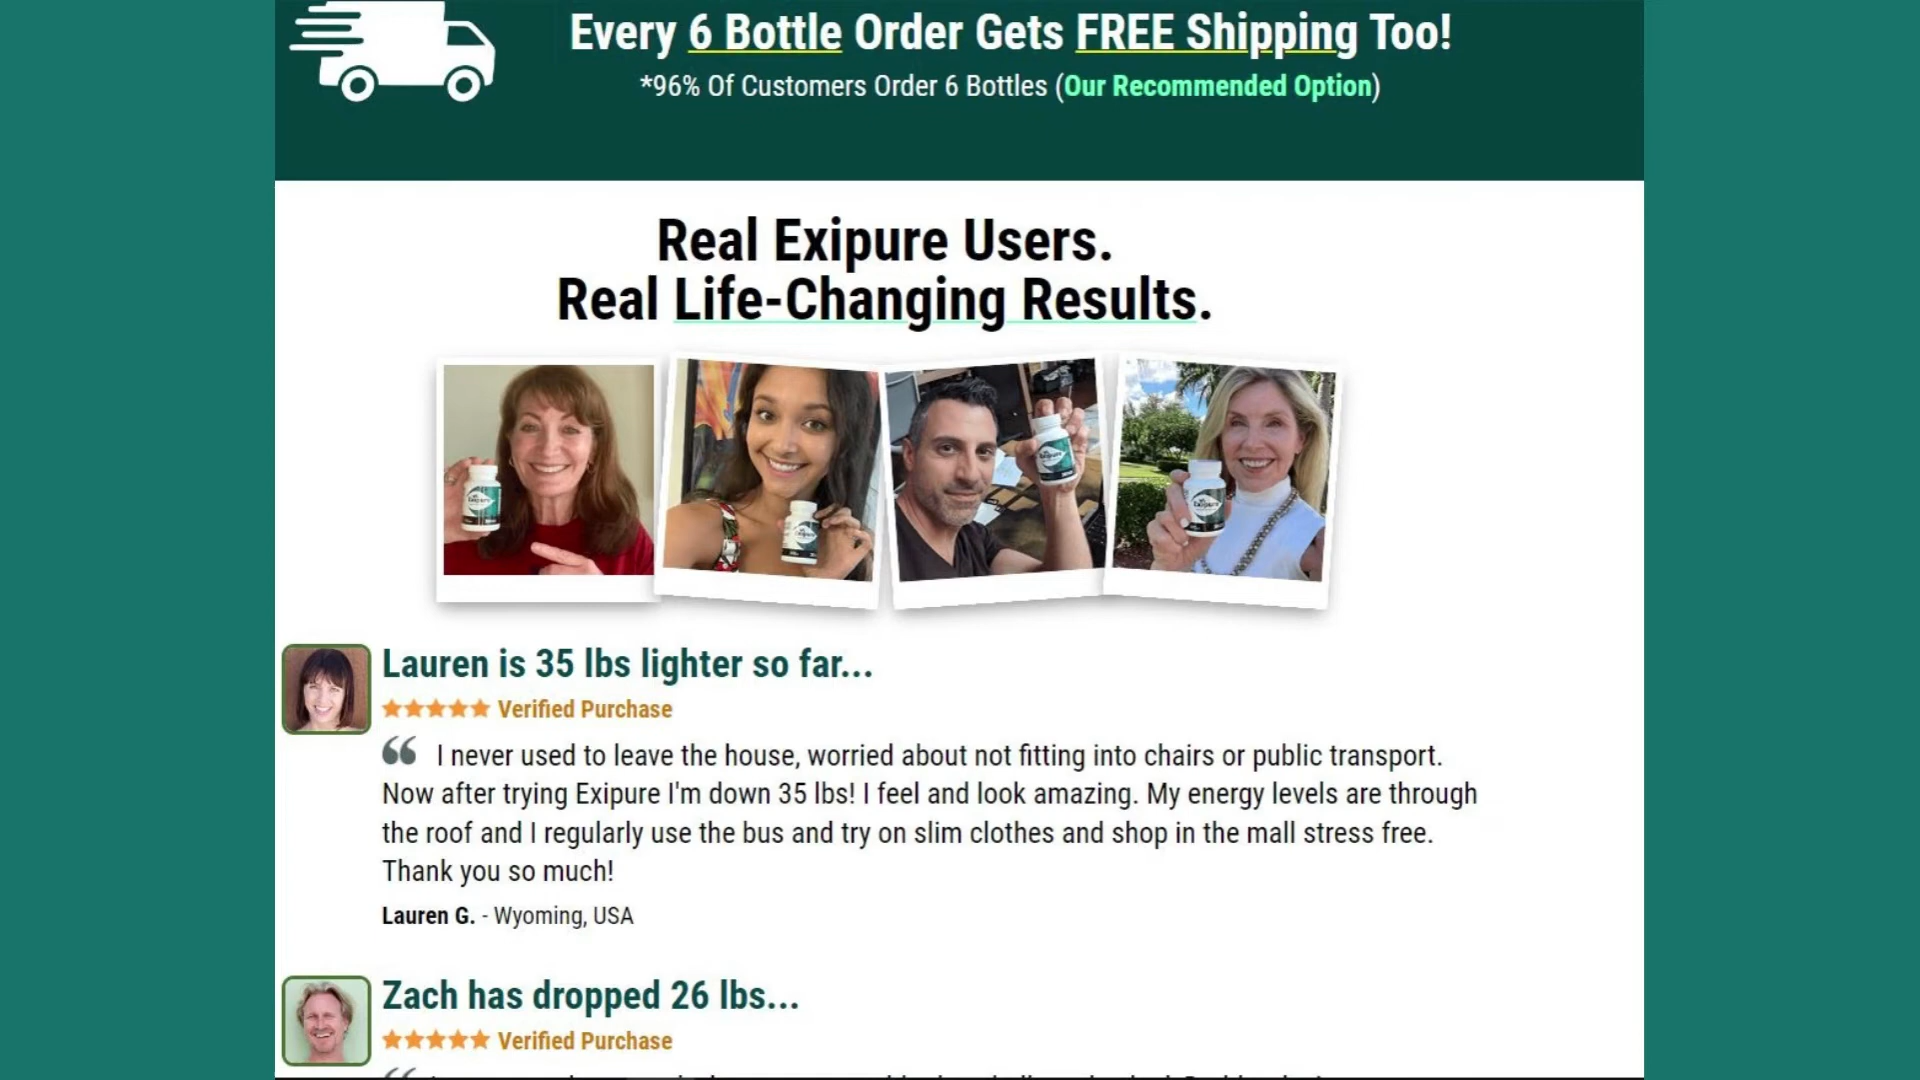 Every 6 Bottle Order Gets FREE Shipping Too!
*96% Of Customers Order 6 Bottles (Our Recommended Option)
Real Exipure Users.
Real Life-Changing Results.
Exipure
Exipure
Exipure
Exipure
Lauren is 35 lbs lighter so far...
Verified Purchase
“ I never used to leave the house, worried about not fitting into chairs or public transport.
Now after trying Exipure I'm down 35 lbs! I feel and look amazing. My energy levels are through
the roof and I regularly use the bus and try on slim clothes and shop in the mall stress free.
Thank you so much!
Lauren G. - Wyoming, USA
Zach has dropped 26 lbs...
Verified Purchase